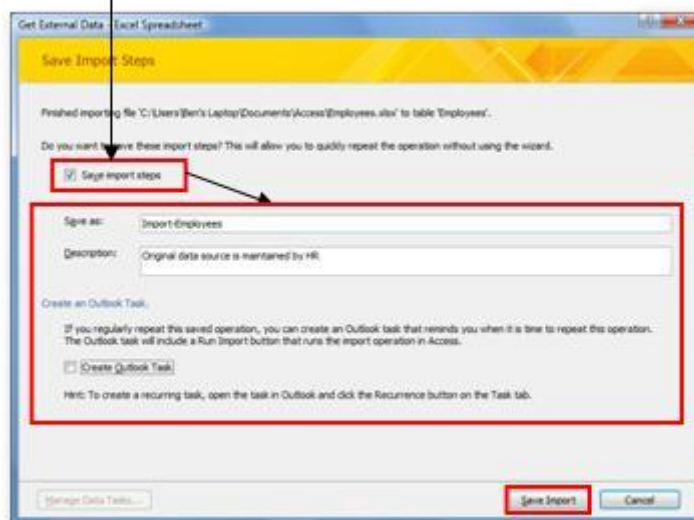 Get External Data - Excel Spreadsheet
Save Import Steps
Finished importing file 'C:\Users\Ben's Laptop\Documents\Access\Employees.xlsx' to table 'Employees'.
Do you want to save these import steps? This will allow you to quickly repeat the operation without using the wizard.
Save import steps
Save as: Import-Employees
Description: Original data source is maintained by HR
Create an Outlook Task.
If you regularly repeat this saved operation, you can create an Outlook task that reminds you when it is time to repeat this operation.
The Outlook task will include a Run Import button that runs the import operation in Access.
Create Outlook Task
Hint: To create a recurring task, open the task in Outlook and click the Recurrence button on the Task tab.
Manage Data Tasks... Save Import Cancel